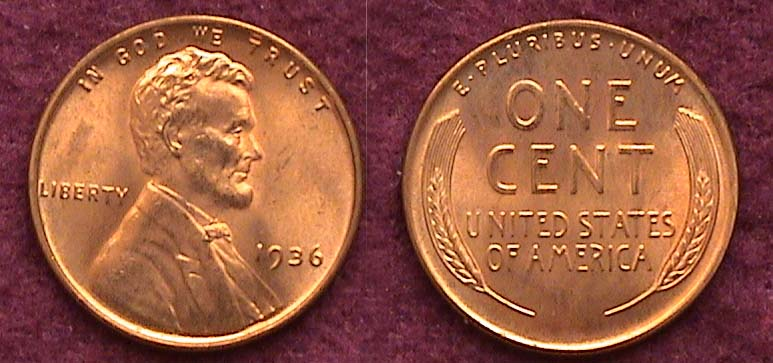 IN GOD WE TRUST
LIBERTY
1936
E·PLURIBUS·UNUM
ONE
CENT
UNITED STATES
OF AMERICA